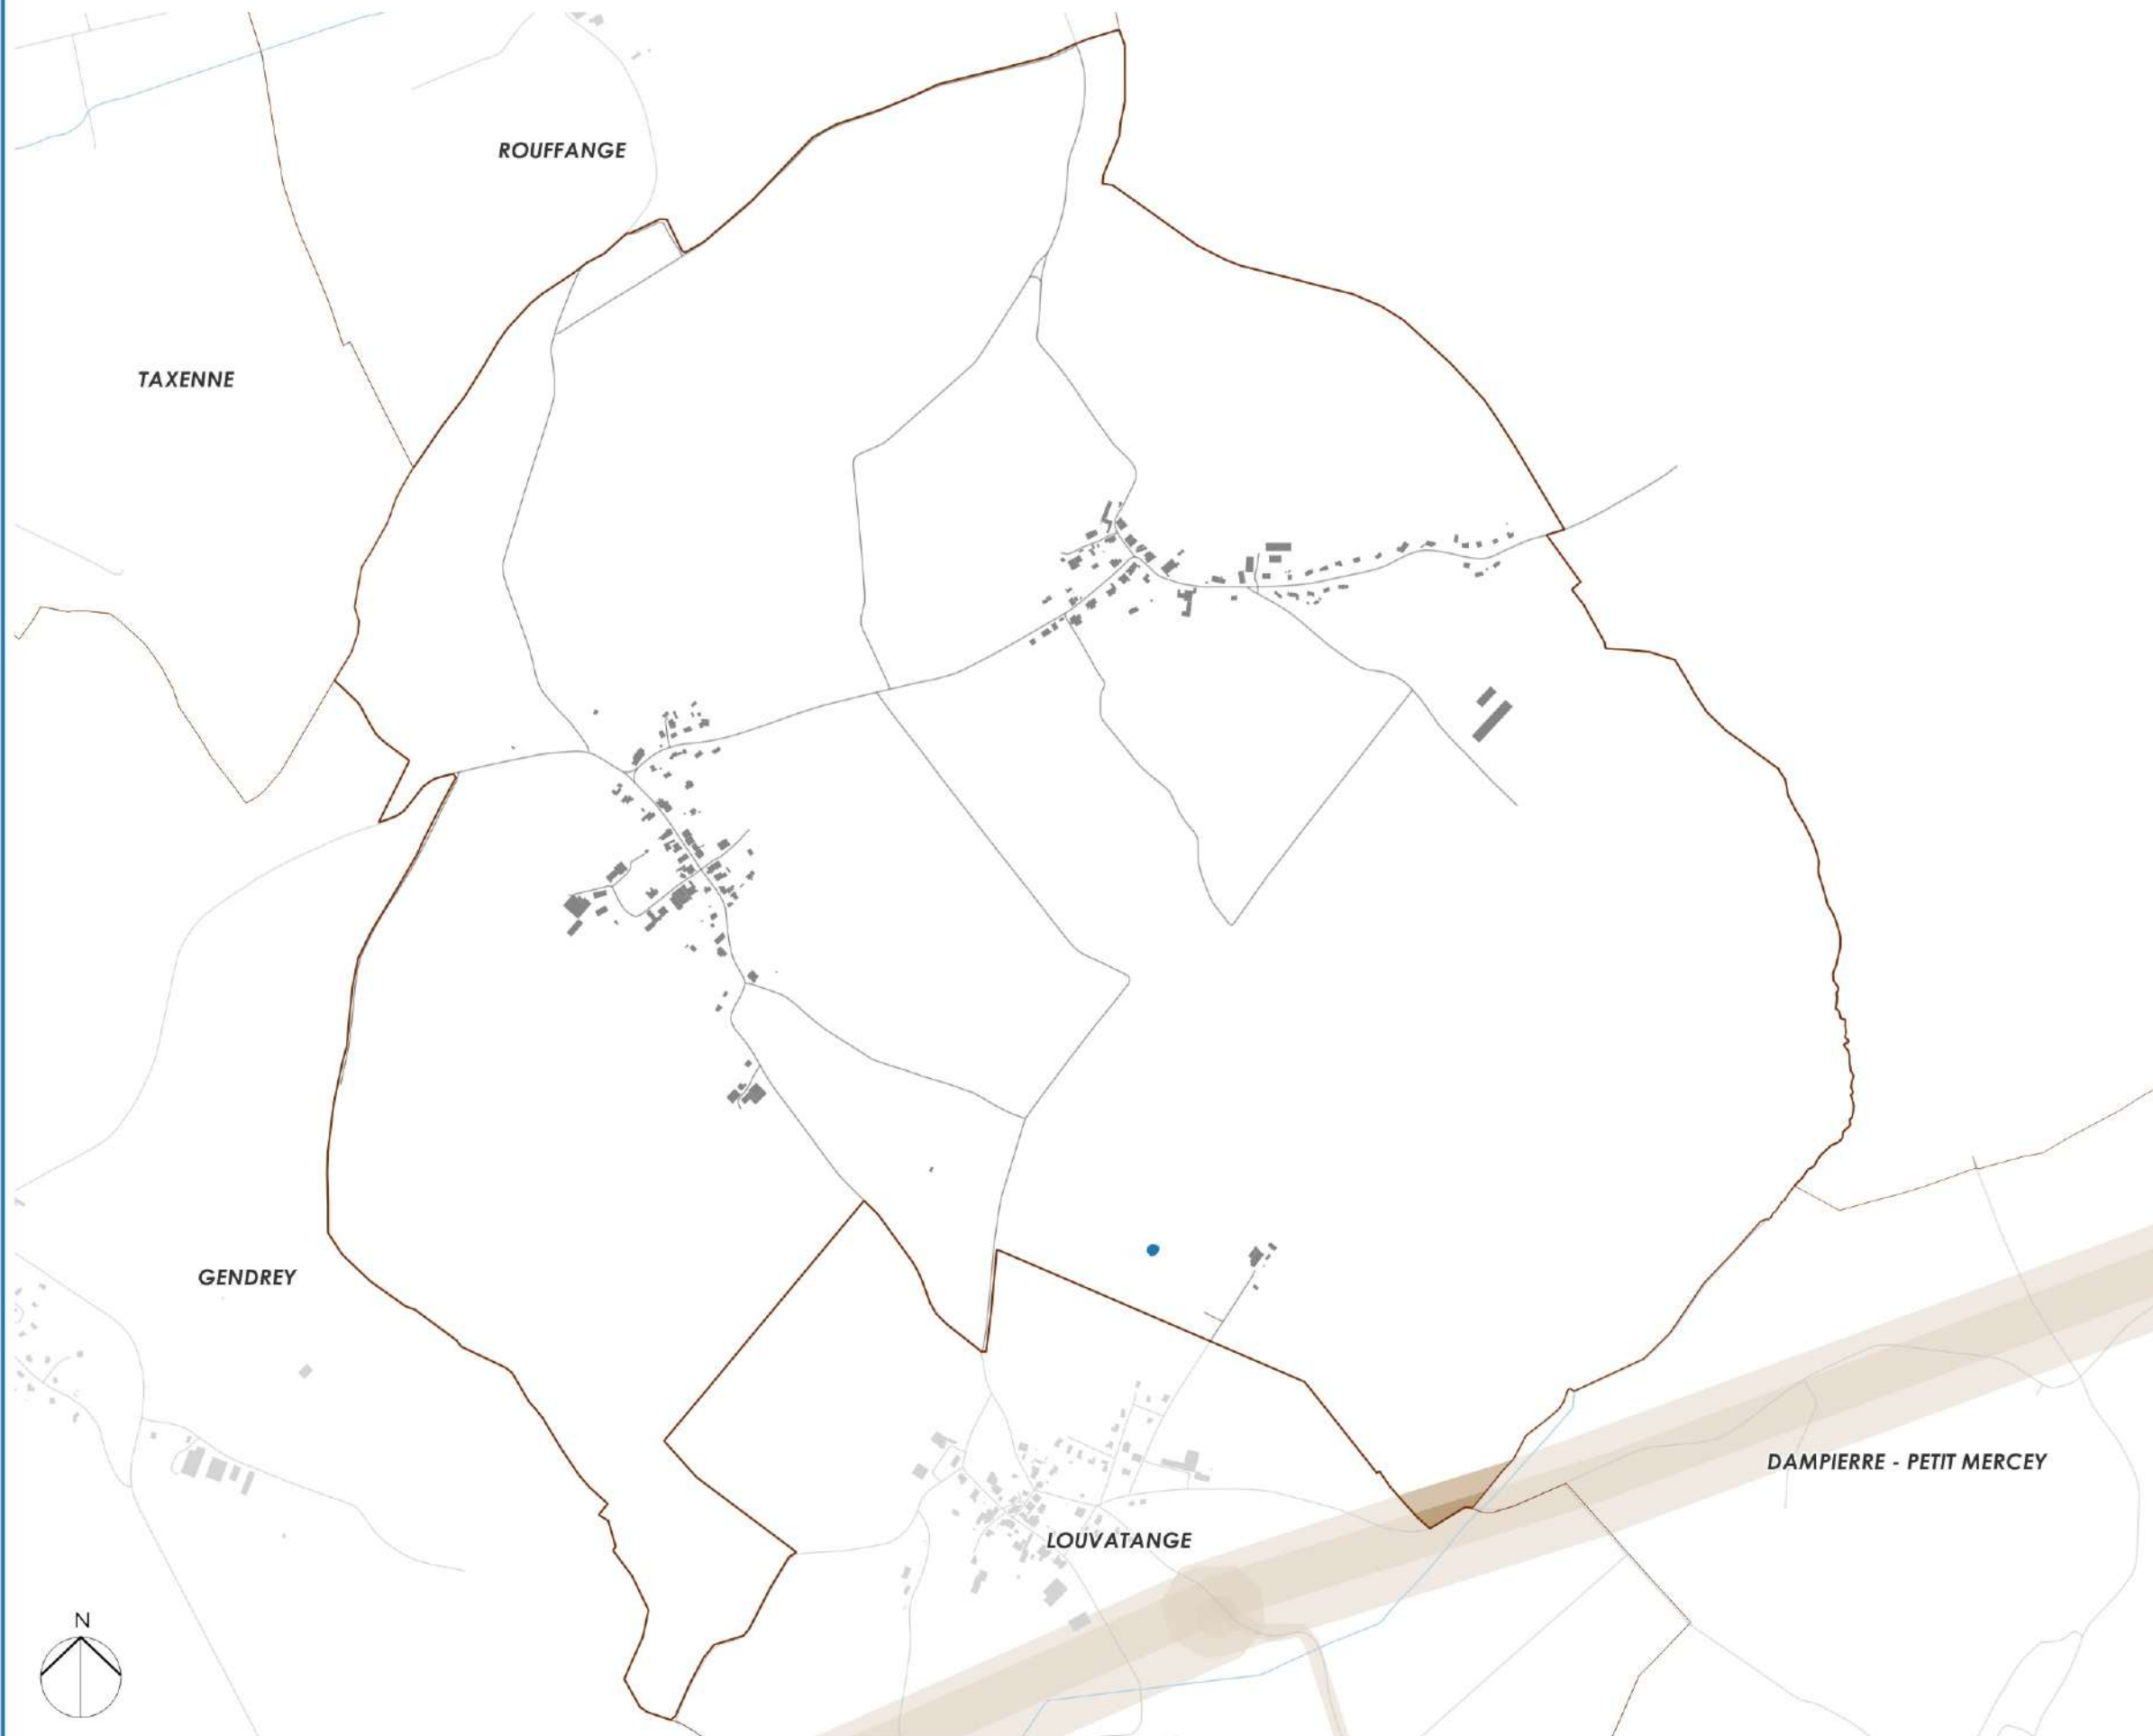 ROUFFANGE
TAXENNE
GENDREY
DAMPIERRE - PETIT MERCEY
LOUVATANGE
N